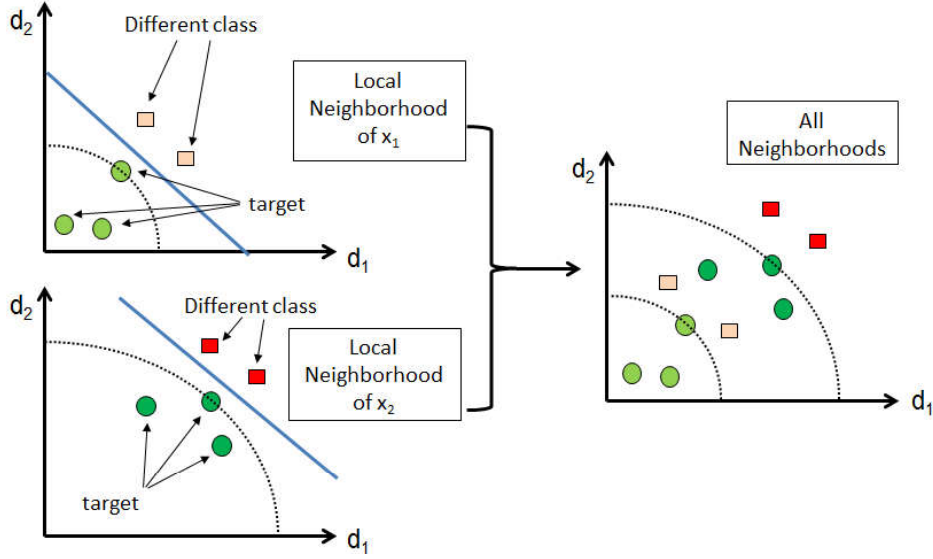 d2
Different class
Local
Neighborhood
of x1
target
d1
d2
Different class
Local
Neighborhood
of x2
target
d1
All
Neighborhoods
d2
d1